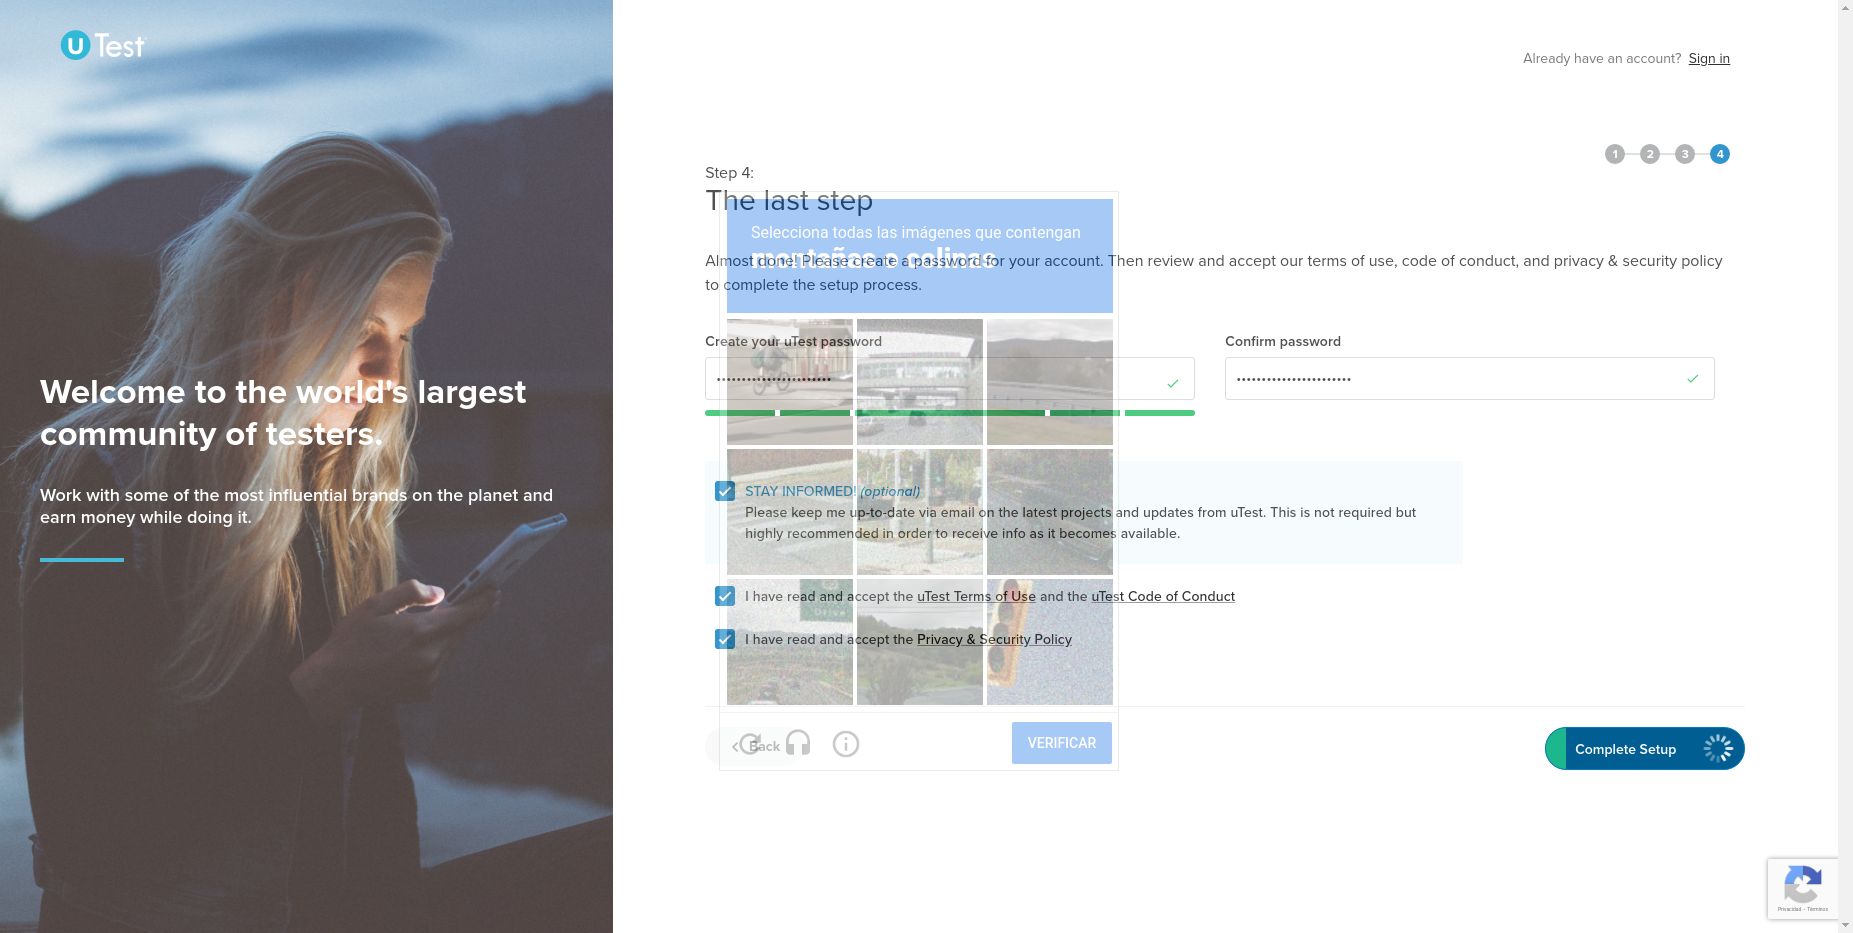 uTest
Already have an account? Sign in
1 2 3 4
Step 4:
The last step
Selecciona todas las imágenes que contengan
montañas o colinas
Almost done! Please create a password for your account. Then review and accept our terms of use, code of conduct, and privacy & security policy
to complete the setup process.
Create your uTest password
Confirm password
Welcome to the world's largest
community of testers.
Work with some of the most influential brands on the planet and
earn money while doing it.
STAY INFORMED! (optional)
Please keep me up-to-date via email on the latest projects and updates from uTest. This is not required but
highly recommended in order to receive info as it becomes available.
I have read and accept the uTest Terms of Use and the uTest Code of Conduct
Drive
I have read and accept the Privacy & Security Policy
Back
VERIFICAR
Complete Setup
Privacidad - Términos